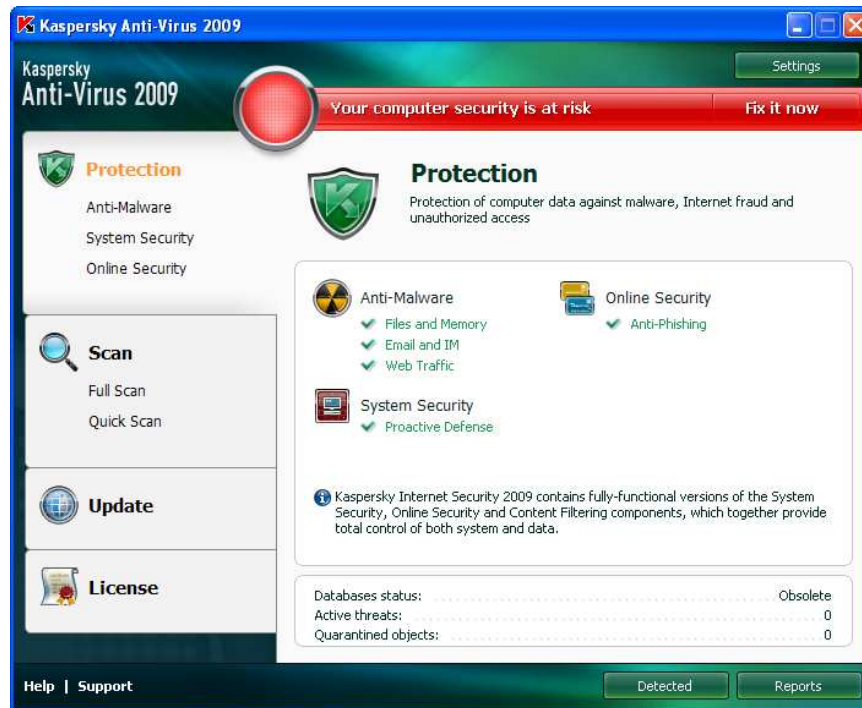 Kaspersky Anti-Virus 2009
Kaspersky
Anti-Virus 2009
Settings
Your computer security is at risk
Fix it now
Protection
Anti-Malware
System Security
Online Security
Scan
Full Scan
Quick Scan
Update
License
Protection
Protection of computer data against malware, Internet fraud and
unauthorized access
Anti-Malware
Files and Memory
Email and IM
Web Traffic
System Security
Proactive Defense
Online Security
Anti-Phishing
Kaspersky Internet Security 2009 contains fully-functional versions of the System
Security, Online Security and Content Filtering components, which together provide
total control of both system and data.
Databases status: Obsolete
Active threats: 0
Quarantined objects: 0
Help | Support
Detected
Reports